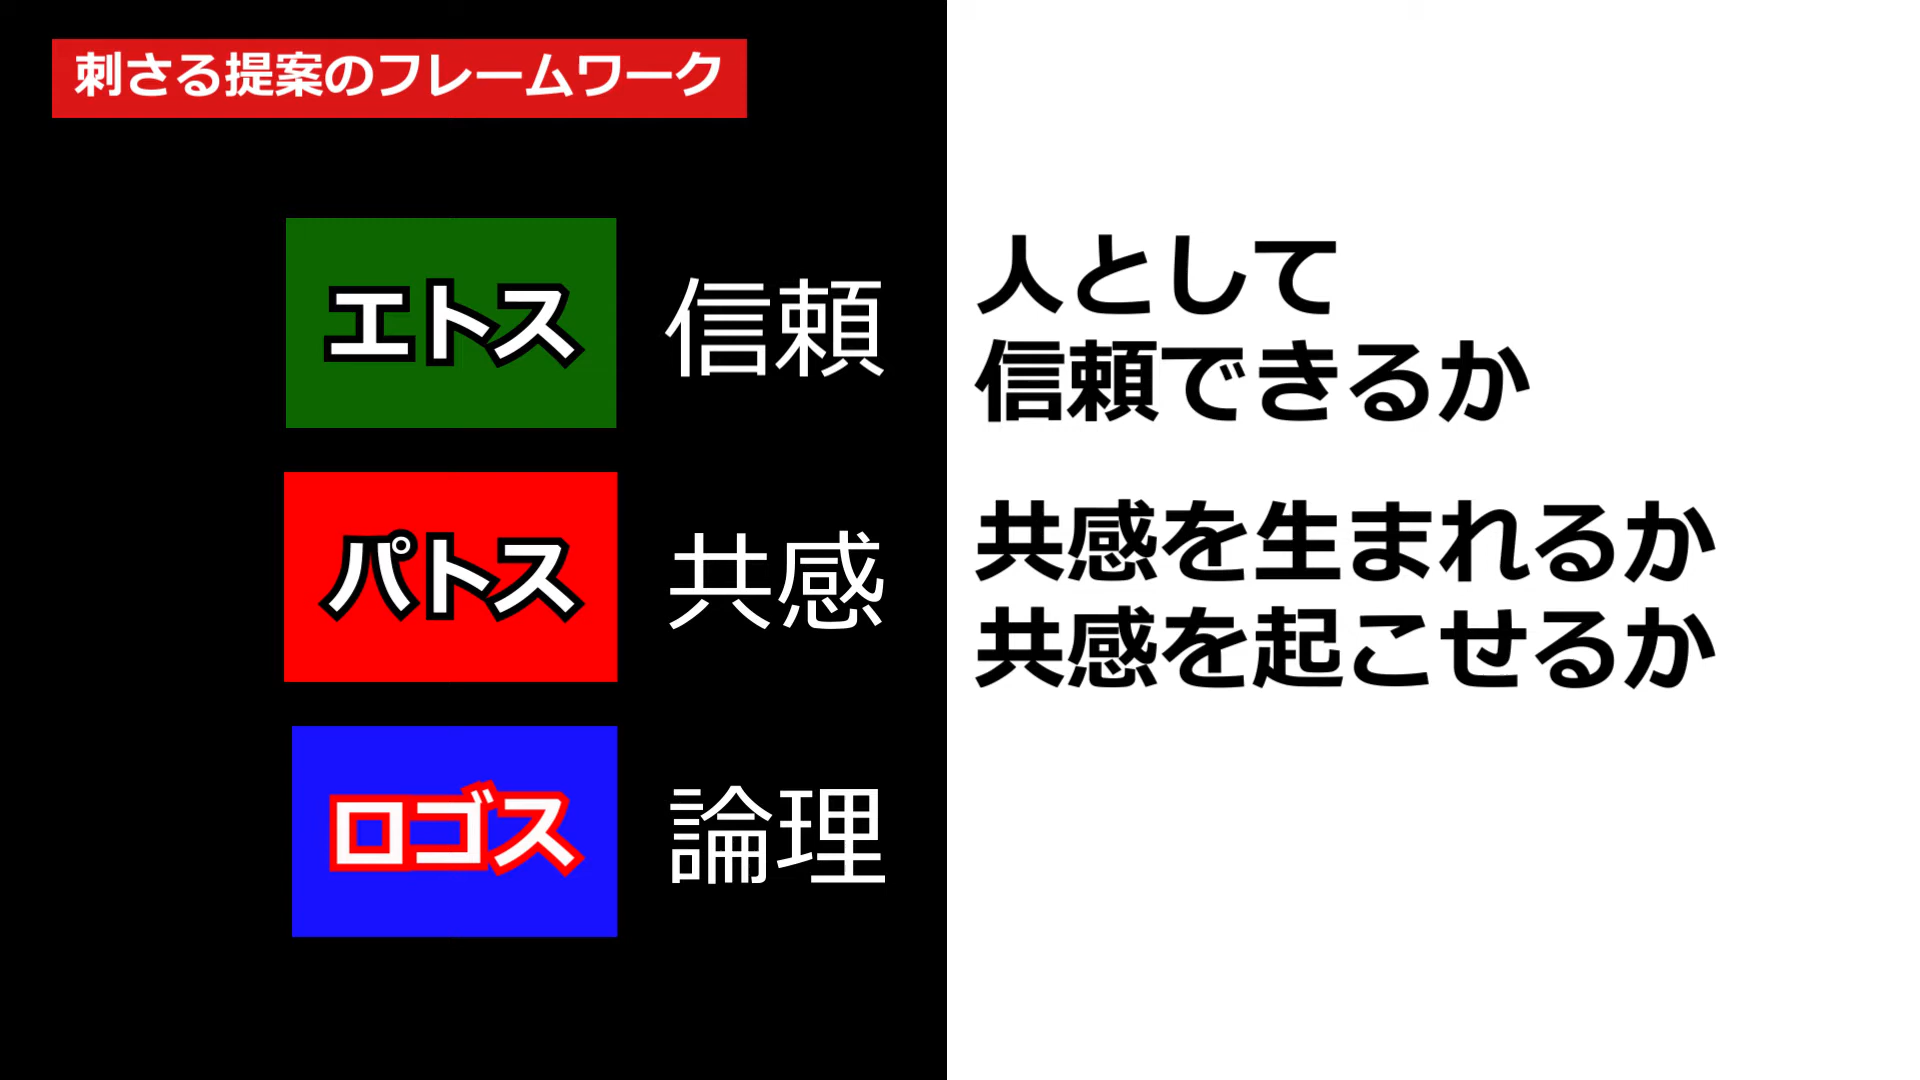 刺さる提案のフレームワーク
エトス 信頼
人として
信頼できるか
パトス 共感
共感を生まれるか
共感を起こせるか
ロゴス 論理